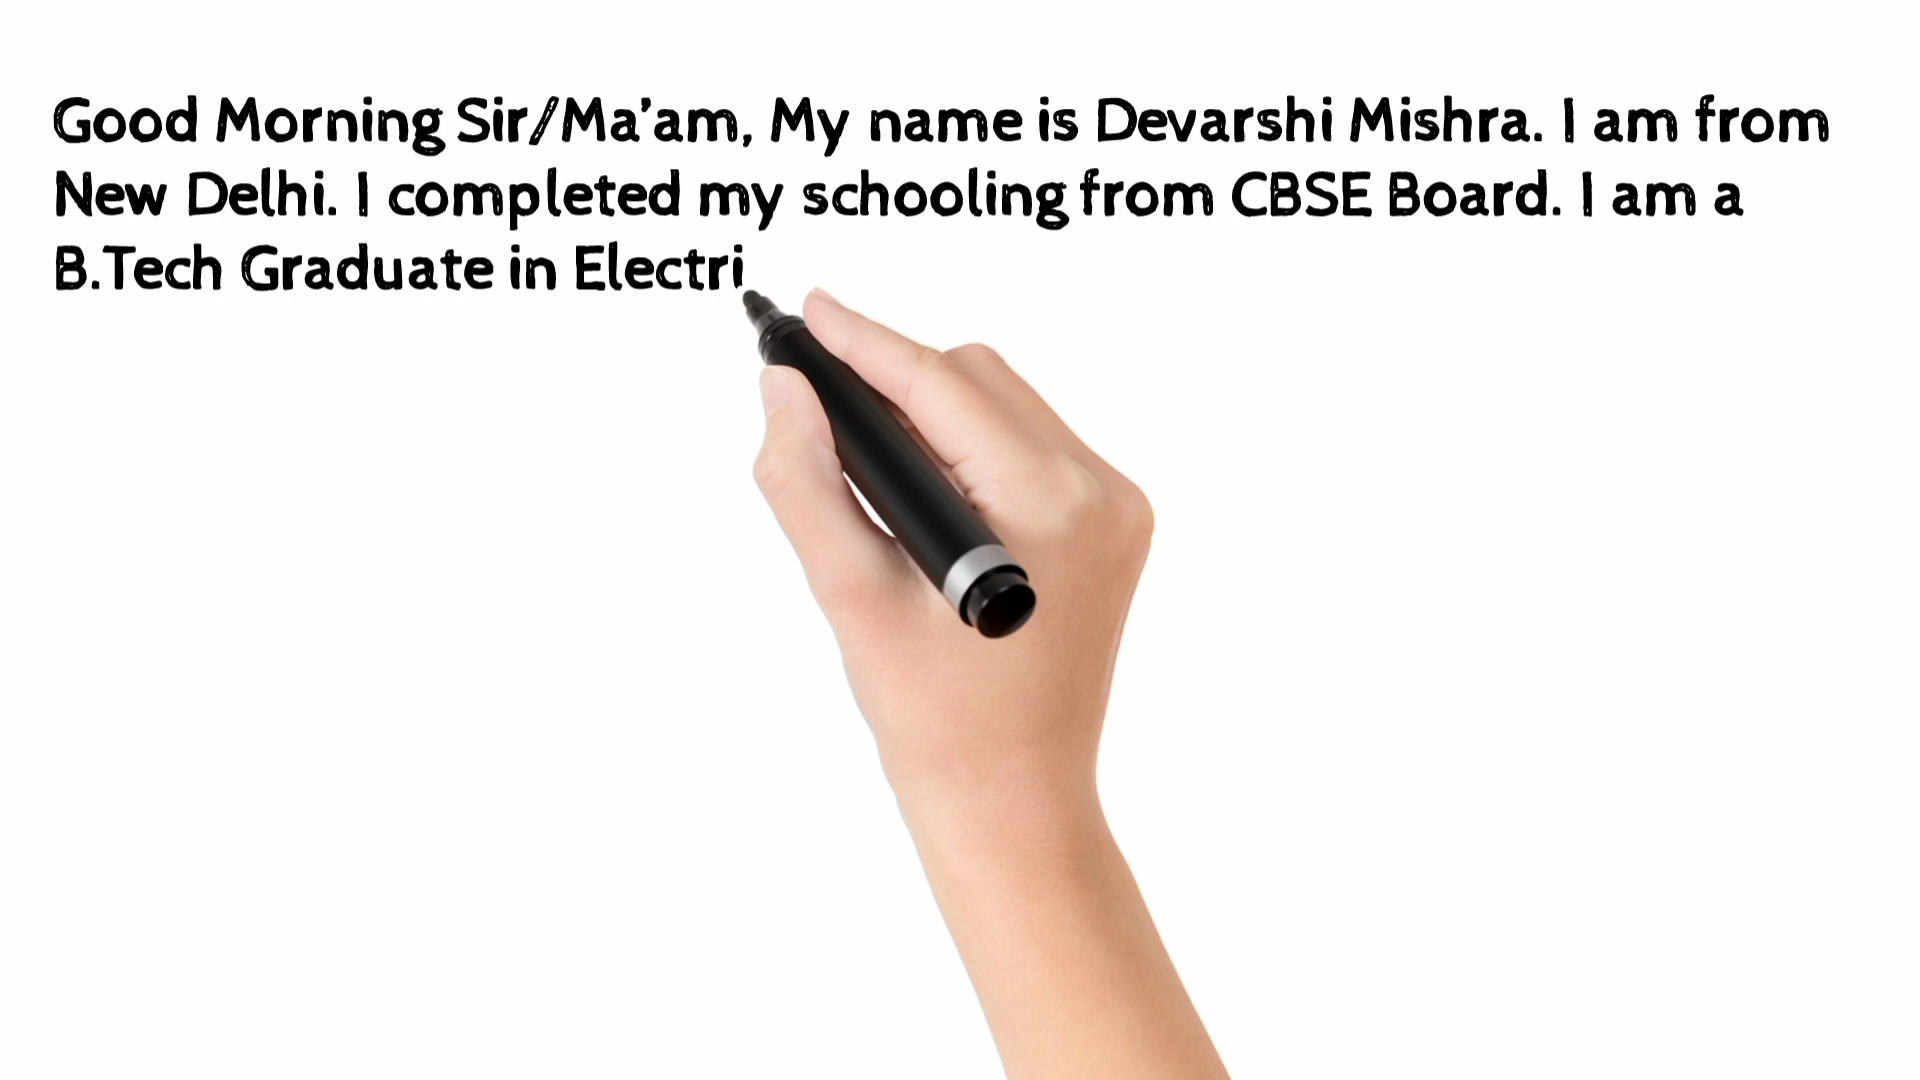 Good Morning Sir/Ma'am, My name is Devarshi Mishra. I am from
New Delhi. I completed my schooling from CBSE Board. I am a
B.Tech Graduate in Electri